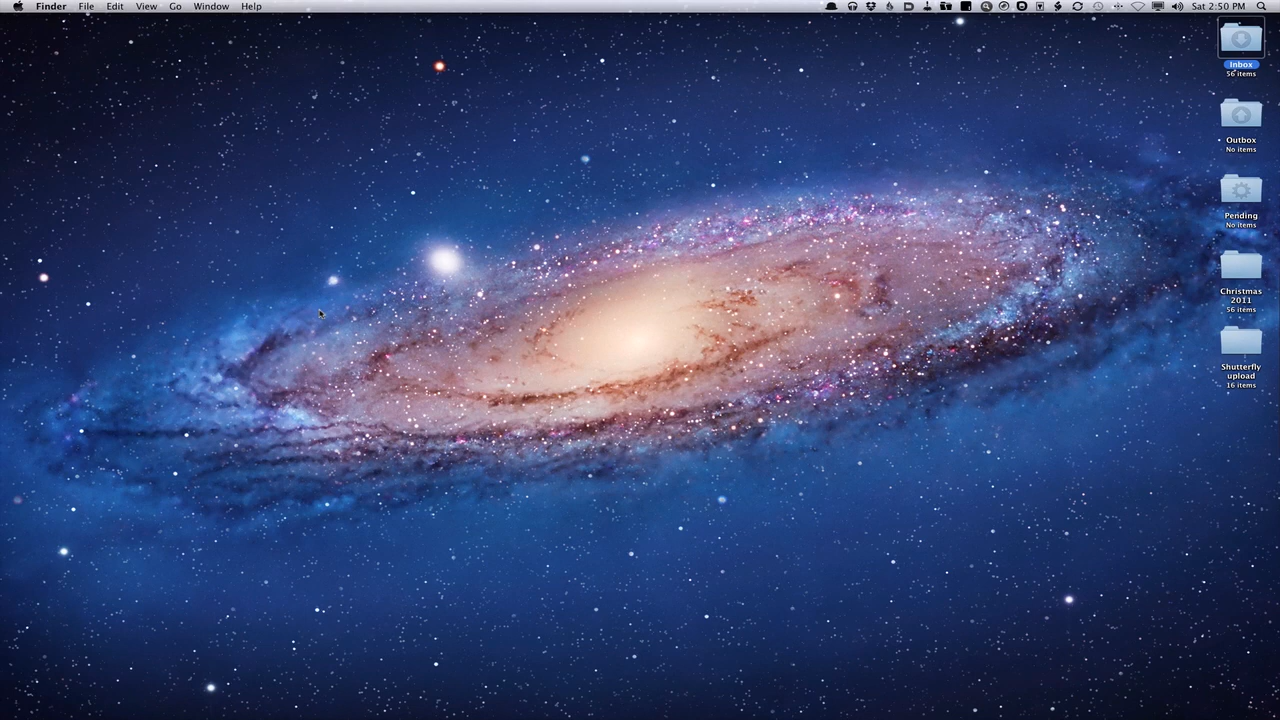 Finder File Edit View Go Window Help Sat 2:50 PM
Inbox
56 items
Outbox
No items
Pending
No items
Christmas
2011
56 items
Shutterfly
upload
16 items